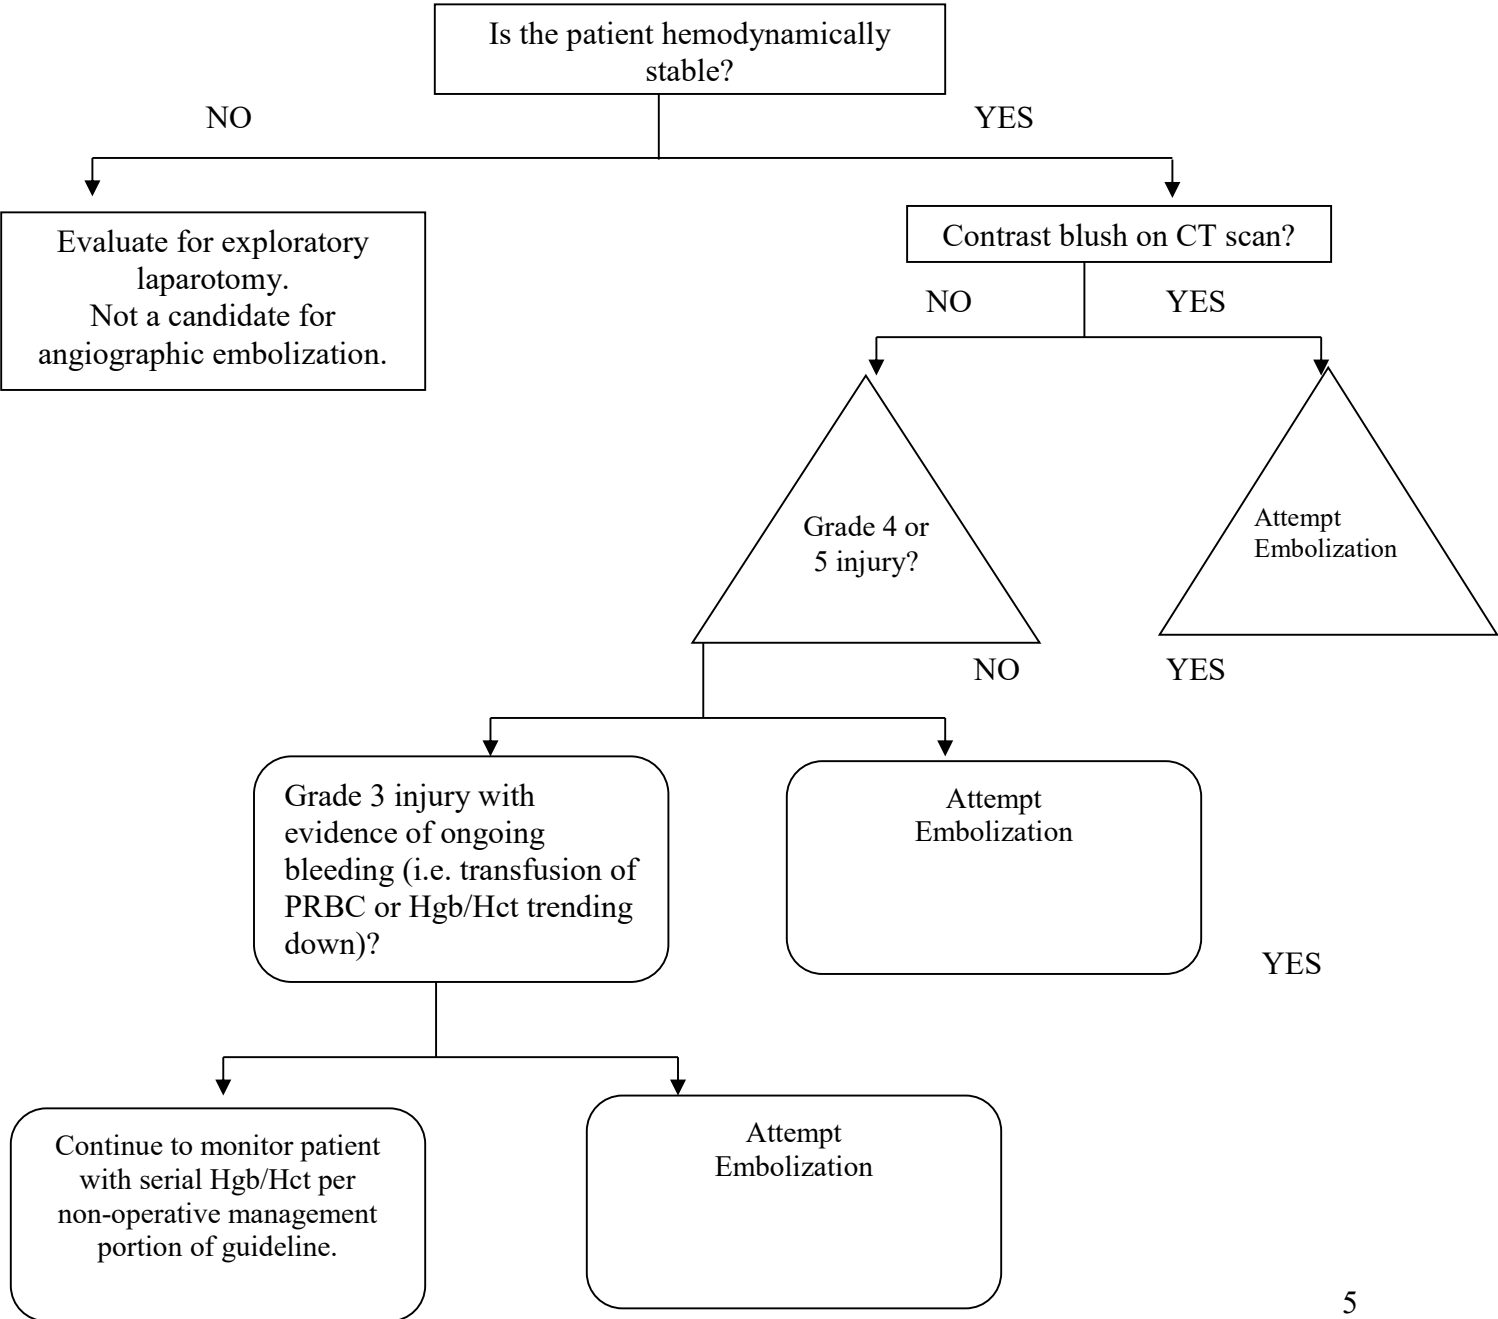 Is the patient hemodynamically
stable?
NO
YES
Evaluate for exploratory
laparotomy.
Not a candidate for
angiographic embolization.
Contrast blush on CT scan?
NO
YES
Grade 4 or
5 injury?
Attempt
Embolization
NO
YES
Grade 3 injury with
evidence of ongoing
bleeding (i.e. transfusion of
PRBC or Hgb/Hct trending
down)?
Attempt
Embolization
YES
Continue to monitor patient
with serial Hgb/Hct per
non-operative management
portion of guideline.
Attempt
Embolization
5